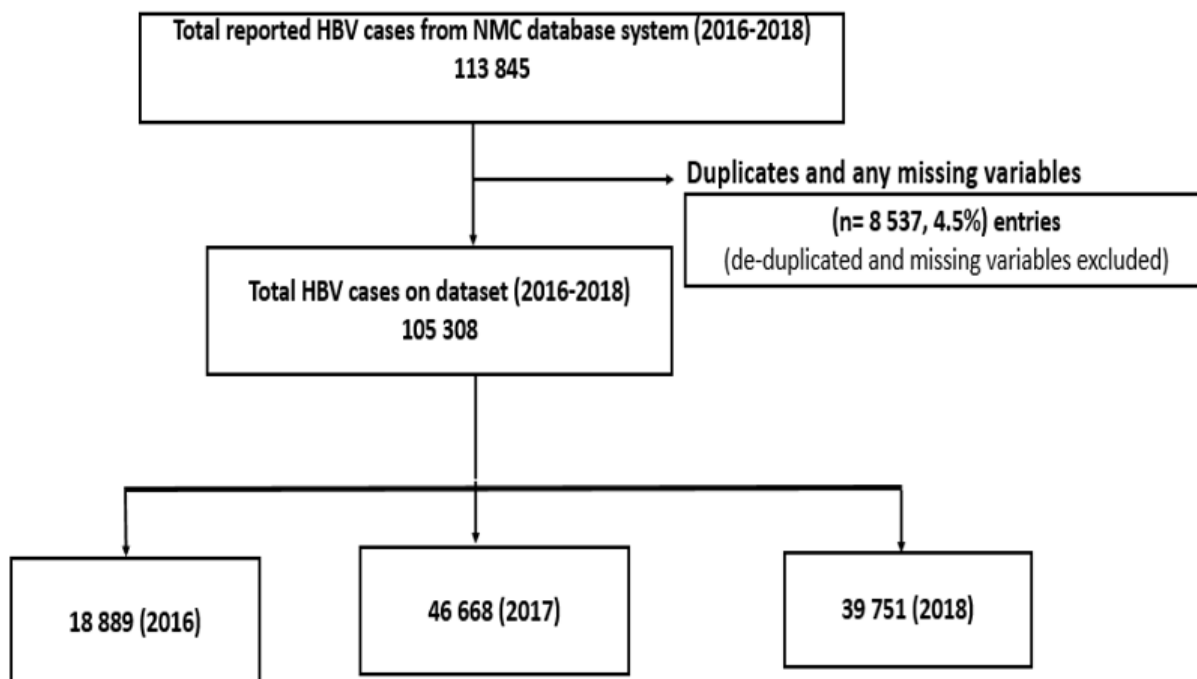 Total reported HBV cases from NMC database system (2016-2018)
113 845
Duplicates and any missing variables
(n= 8 537, 4.5%) entries
(de-duplicated and missing variables excluded)
Total HBV cases on dataset (2016-2018)
105 308
18 889 (2016)
46 668 (2017)
39 751 (2018)